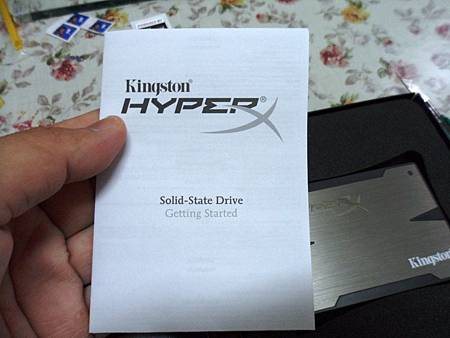 Kingston®
HYPERX®
Solid-State Drive
Getting Started
Kingston